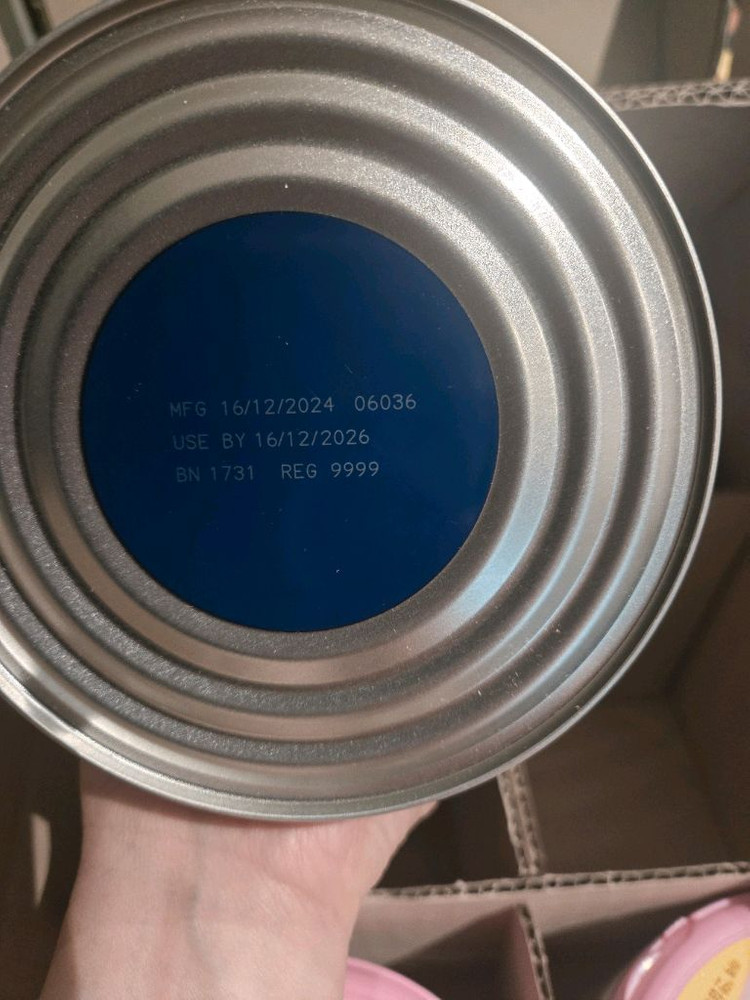 MFG 16/12/2024 06036
USE BY 16/12/2026
BN 1731 REG 9999